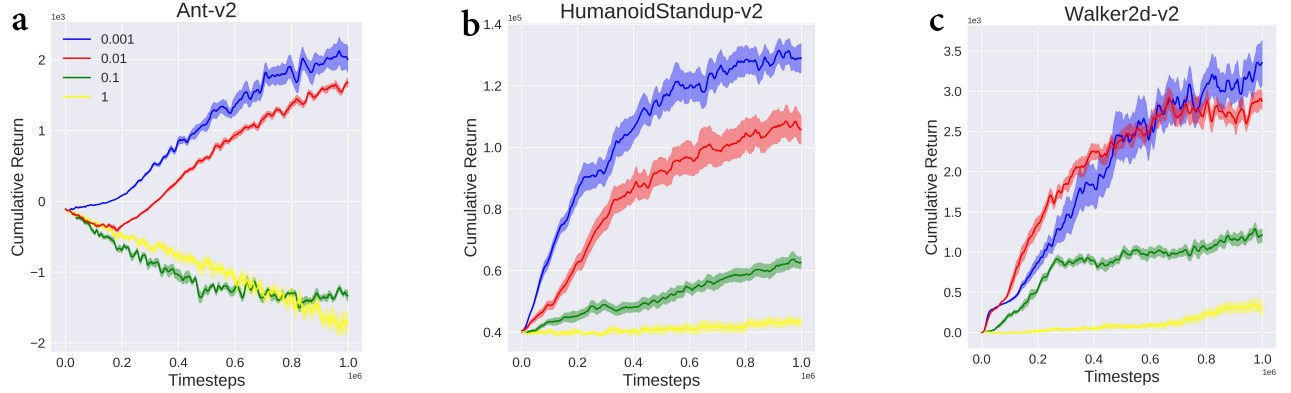 a
Ant-v2
1e3
0.001
0.01
0.1
1
2
1
0
−1
−2
Cumulative Return
0.0 0.2 0.4 0.6 0.8 1.0
Timesteps
1e6
b
HumanoidStandup-v2
1e5
1.4
1.2
1.0
0.8
0.6
0.4
Cumulative Return
0.0 0.2 0.4 0.6 0.8 1.0
Timesteps
1e6
c
Walker2d-v2
1e3
3.5
3.0
2.5
2.0
1.5
1.0
0.5
0.0
Cumulative Return
0.0 0.2 0.4 0.6 0.8 1.0
Timesteps
1e6